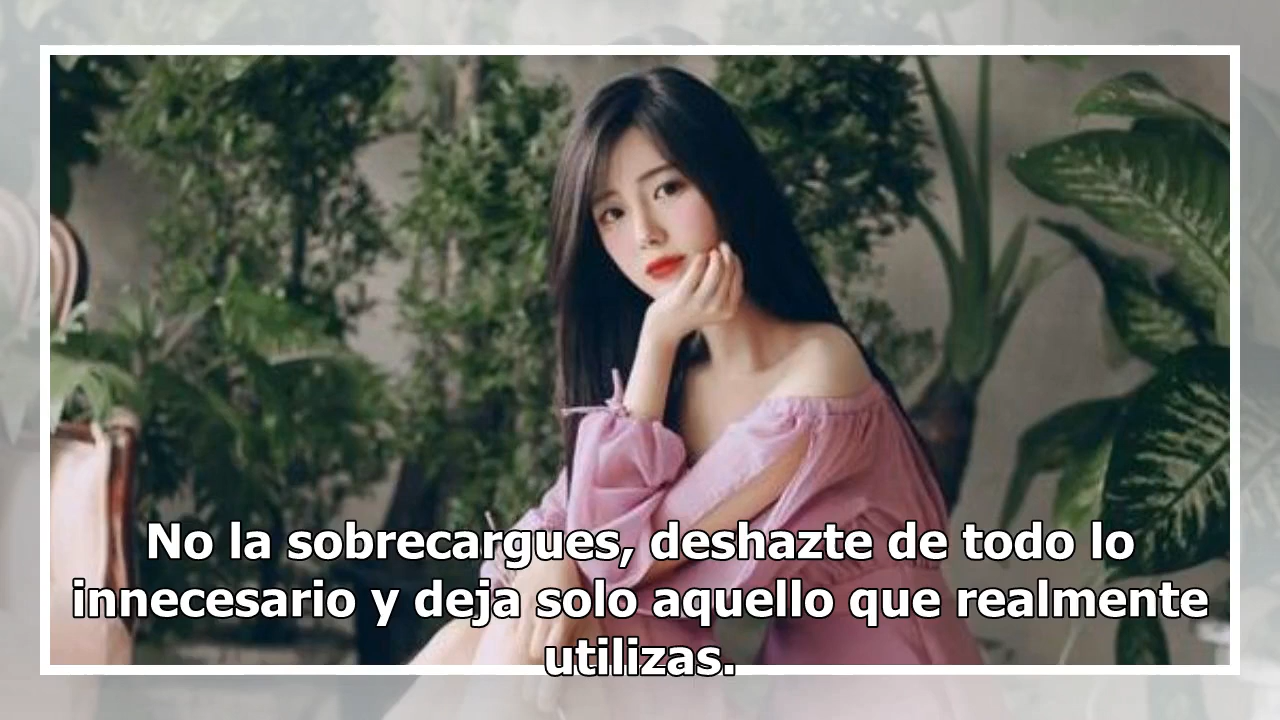 No la sobrecargues, deshazte de todo lo
innecesario y deja solo aquello que realmente
utilizas.